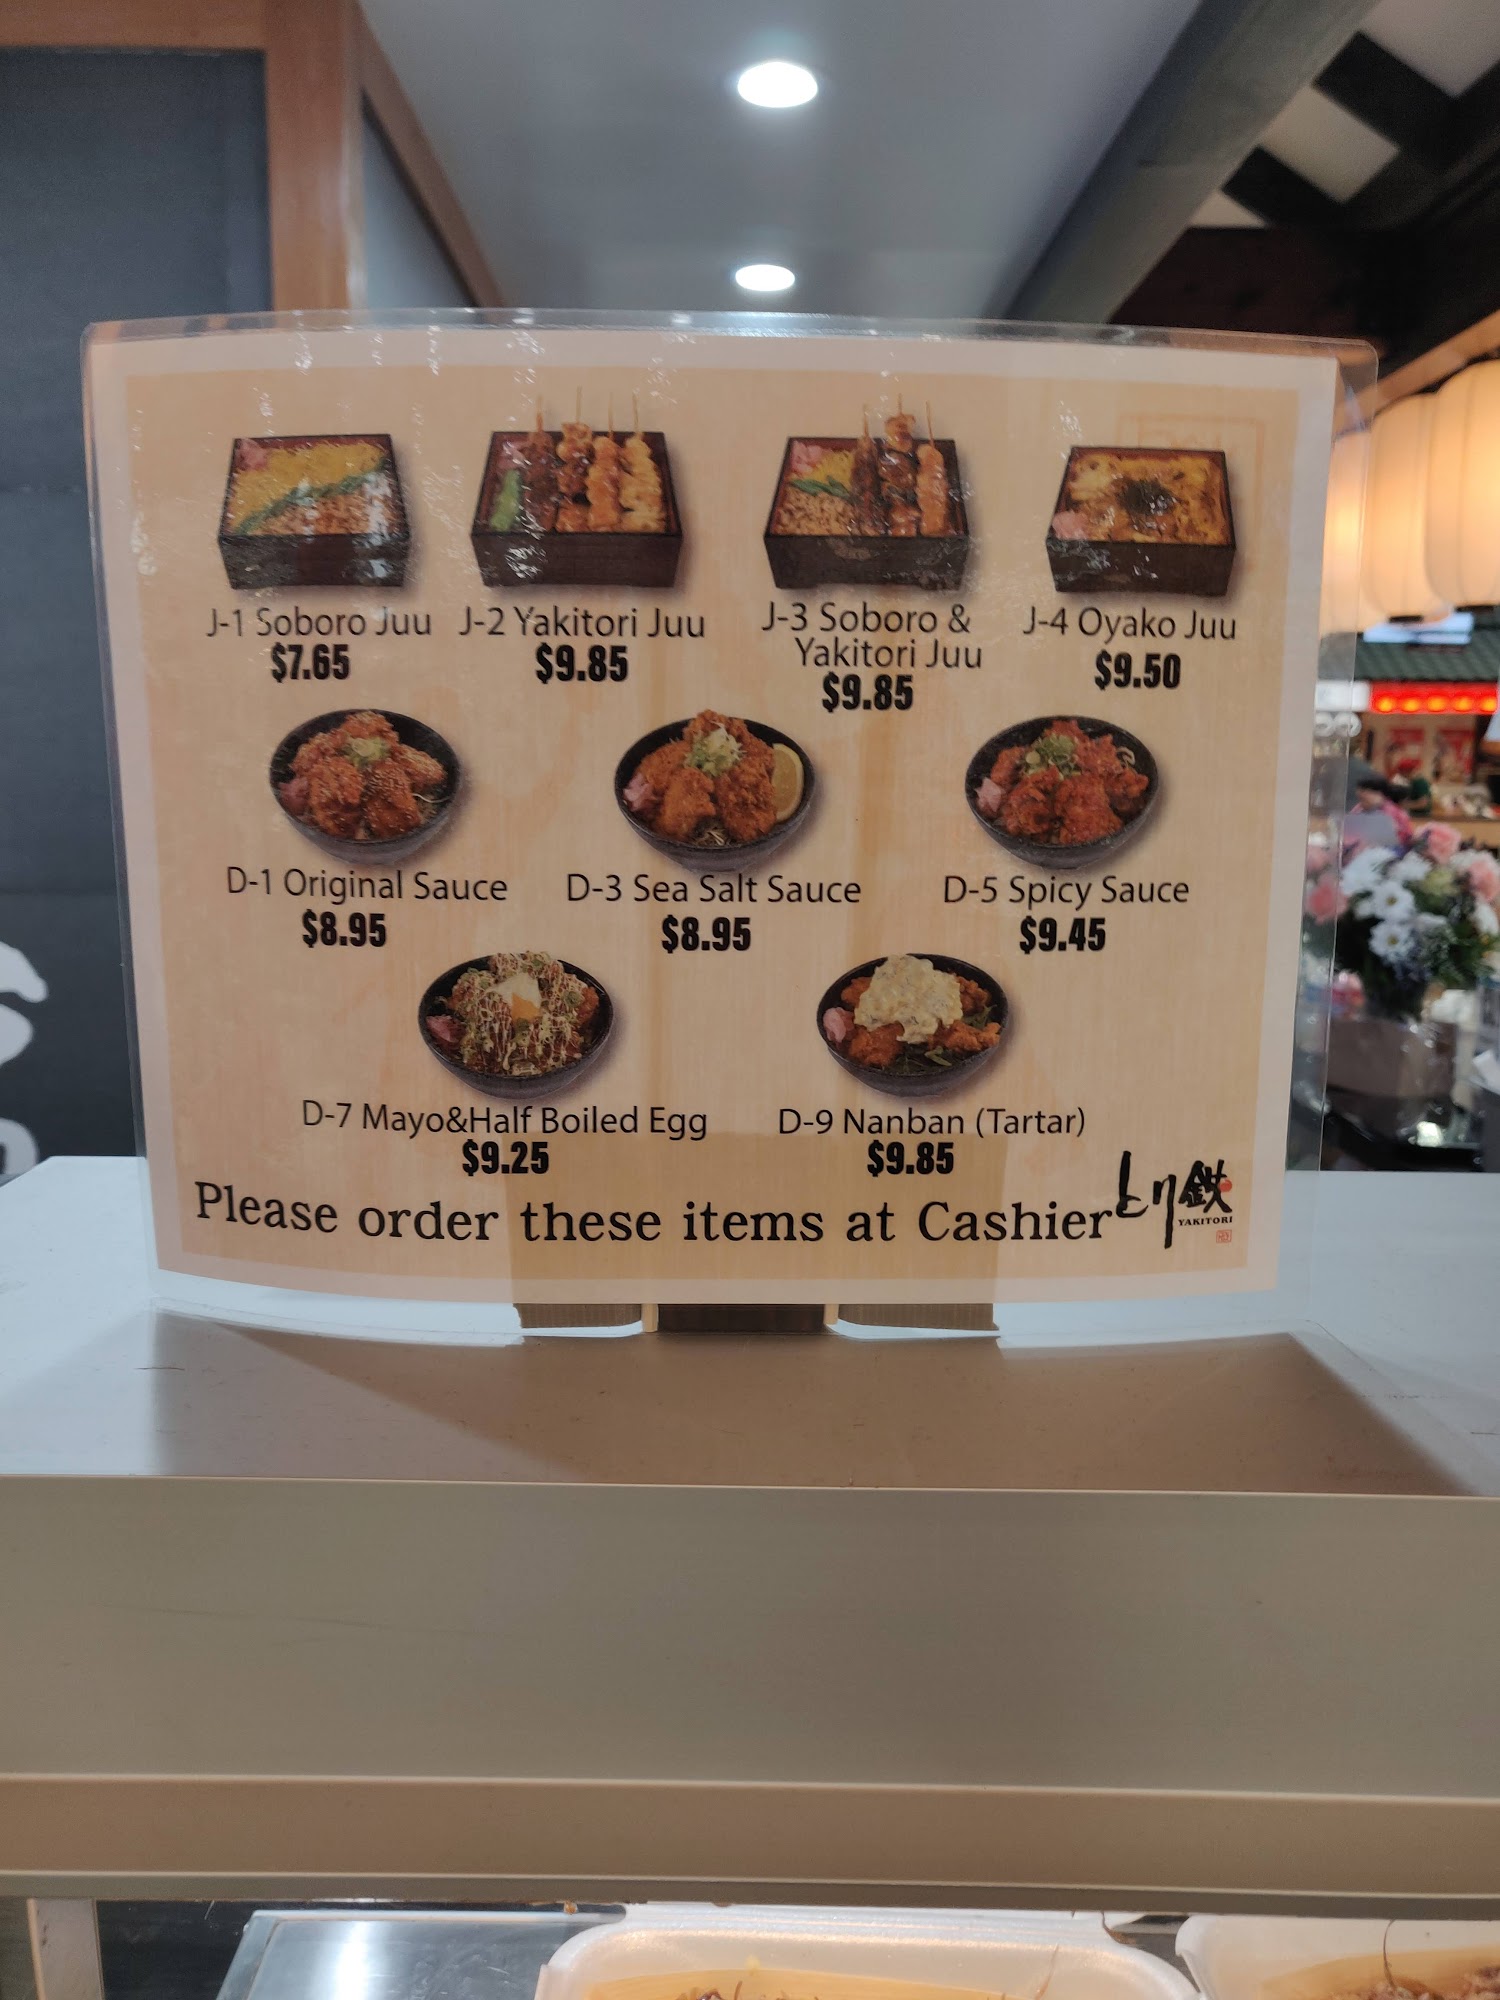 J-1 Soboro Juu
$7.65
J-2 Yakitori Juu
$9.85
J-3 Soboro &
Yakitori Juu
$9.85
J-4 Oyako Juu
$9.50
D-1 Original Sauce
$8.95
D-3 Sea Salt Sauce
$8.95
D-5 Spicy Sauce
$9.45
D-7 Mayo&Half Boiled Egg
$9.25
D-9 Nanban (Tartar)
$9.85
Please order these items at Cashier
とり鉄
YAKITORI